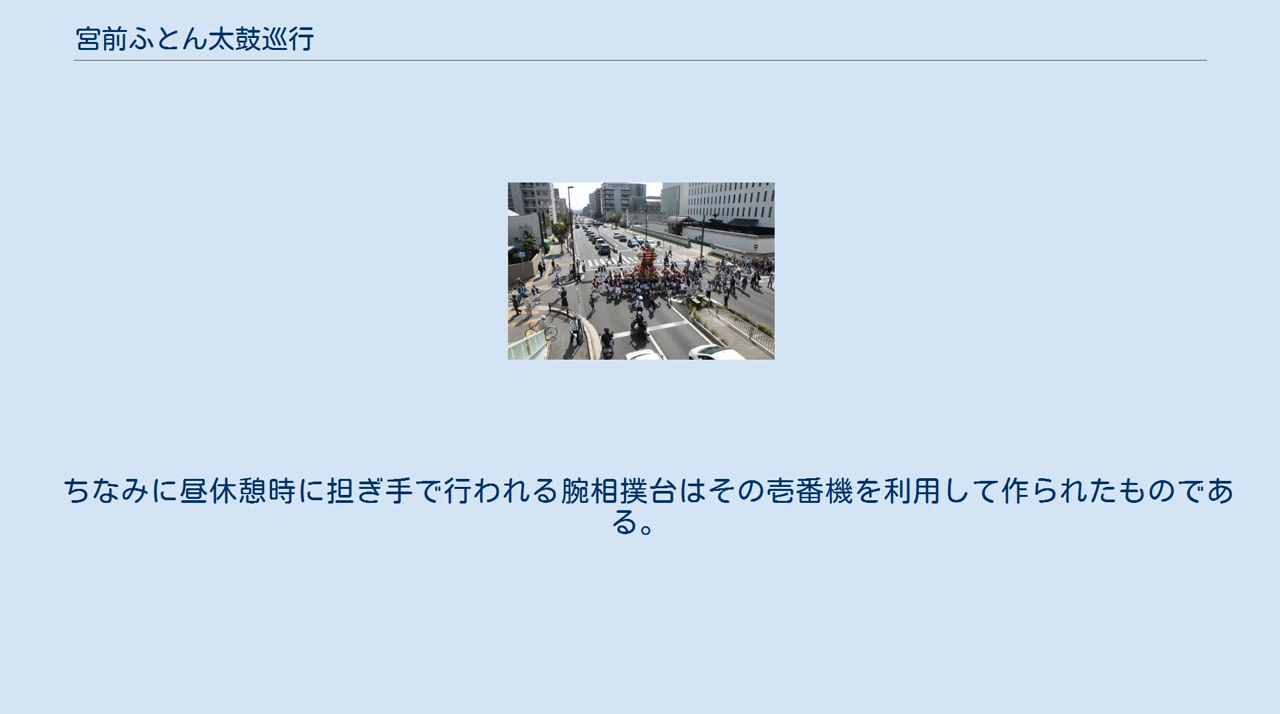 宮前ふとん太鼓巡行
ちなみに昼休憩時に担ぎ手で行われる腕相撲台はその壱番機を利用して作られたものであ
る。